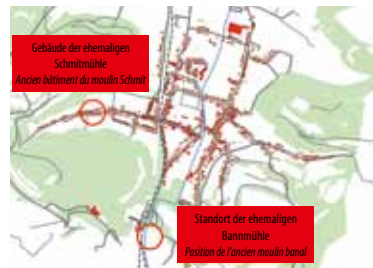 Gebäude der ehemaligen
Schmitmühle
Ancien bâtiment du moulin Schmit
Standort der ehemaligen
Bannmühle
Position de l'ancien moulin banal